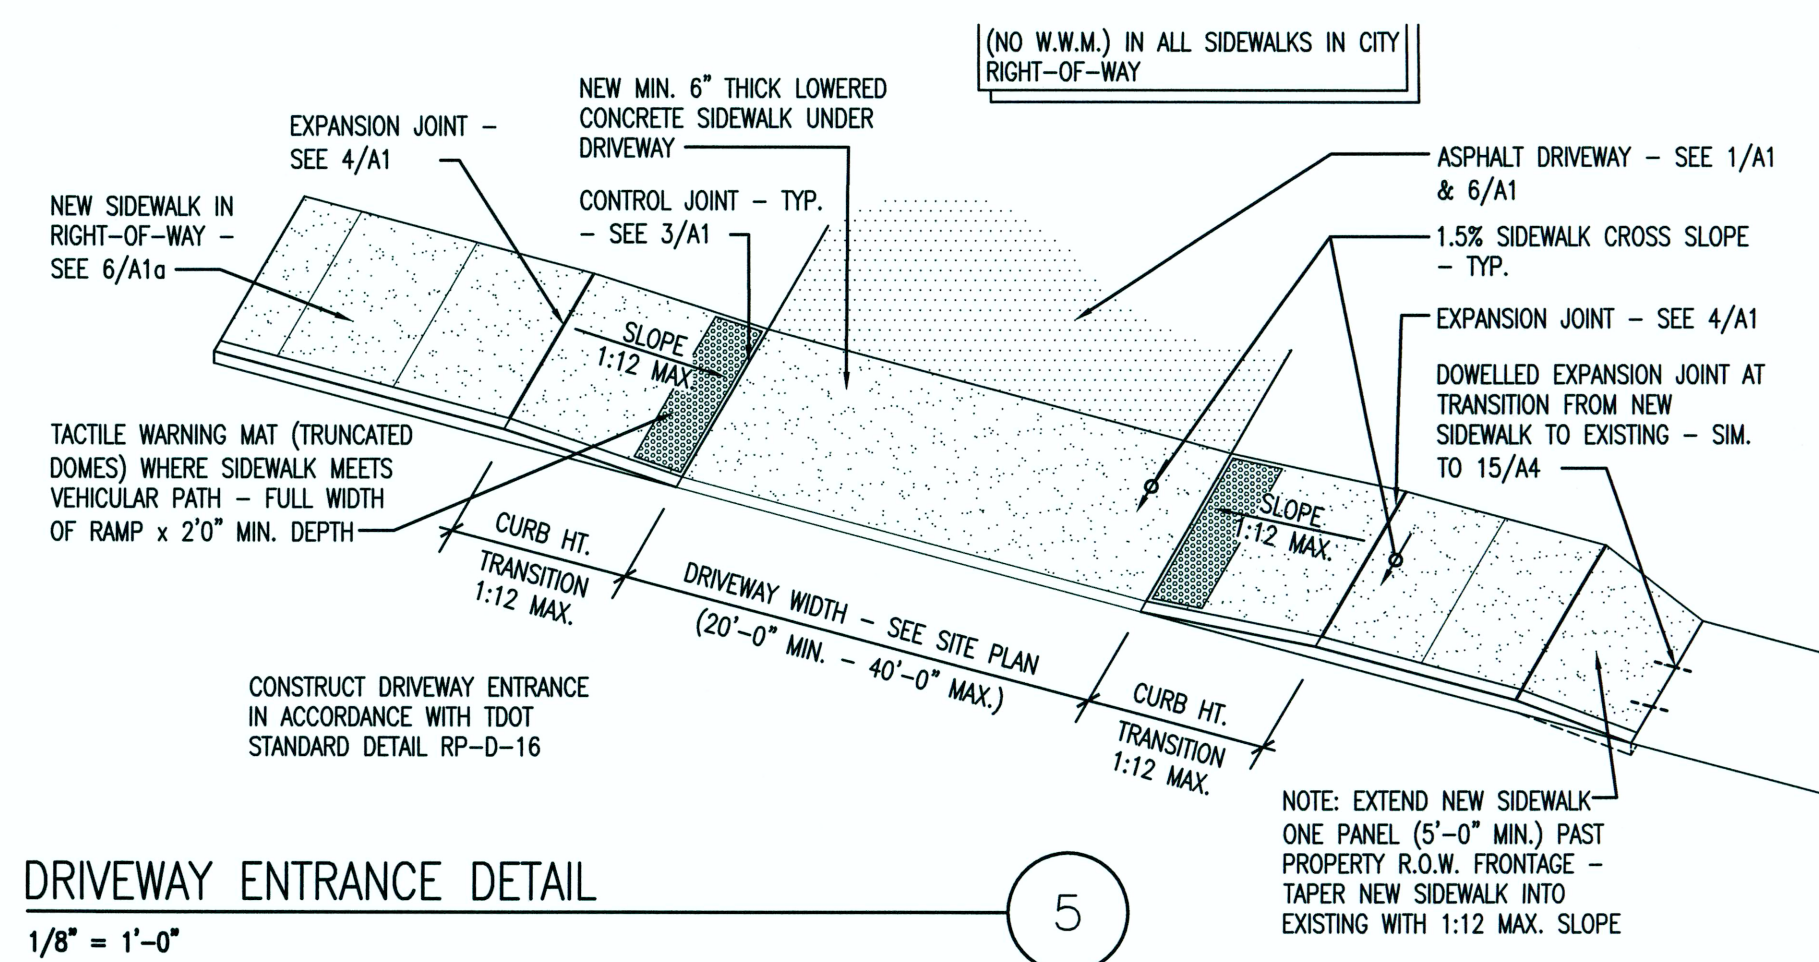 (NO W.W.M.) IN ALL SIDEWALKS IN CITY
RIGHT-OF-WAY
NEW MIN. 6" THICK LOWERED
CONCRETE SIDEWALK UNDER
DRIVEWAY
EXPANSION JOINT -
SEE 4/A1
CONTROL JOINT - TYP.
- SEE 3/A1
NEW SIDEWALK IN
RIGHT-OF-WAY -
SEE 6/A1a
ASPHALT DRIVEWAY - SEE 1/A1
& 6/A1
1.5% SIDEWALK CROSS SLOPE
- TYP.
EXPANSION JOINT - SEE 4/A1
DOWELLED EXPANSION JOINT AT
TRANSITION FROM NEW
SIDEWALK TO EXISTING - SIM.
TO 15/A4
SLOPE
1:12 MAX.
TACTILE WARNING MAT (TRUNCATED
DOMES) WHERE SIDEWALK MEETS
VEHICULAR PATH - FULL WIDTH
OF RAMP x 2'0" MIN. DEPTH
SLOPE
1:12 MAX.
CURB HT.
TRANSITION
1:12 MAX.
DRIVEWAY WIDTH - SEE SITE PLAN
(20'-0" MIN. - 40'-0" MAX.)
CURB HT.
TRANSITION
1:12 MAX.
CONSTRUCT DRIVEWAY ENTRANCE
IN ACCORDANCE WITH TDOT
STANDARD DETAIL RP-D-16
NOTE: EXTEND NEW SIDEWALK
ONE PANEL (5'-0" MIN.) PAST
PROPERTY R.O.W. FRONTAGE -
TAPER NEW SIDEWALK INTO
EXISTING WITH 1:12 MAX. SLOPE
DRIVEWAY ENTRANCE DETAIL
5
1/8" = 1'-0"